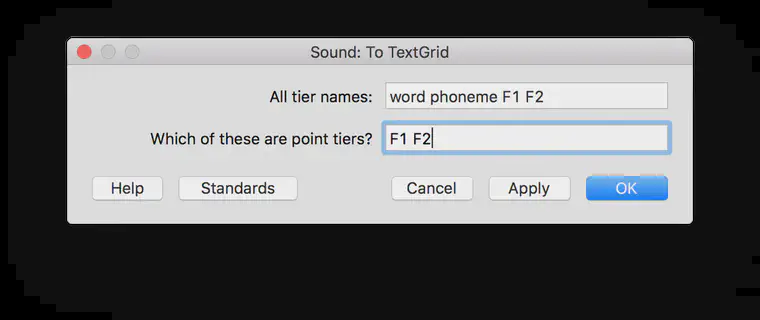 Sound: To TextGrid
All tier names: word phoneme F1 F2
Which of these are point tiers? F1 F2
Help Standards Cancel Apply OK